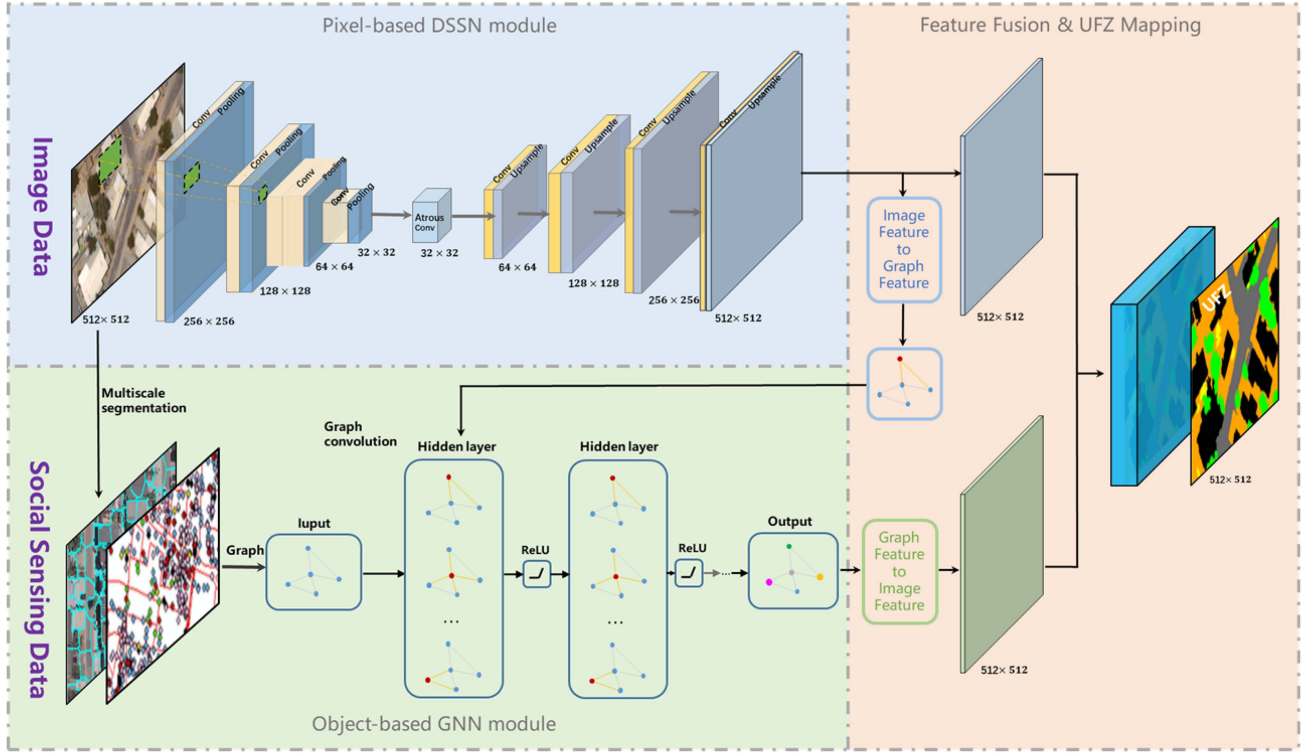 Pixel-based DSSN module
Feature Fusion & UFZ Mapping
Image Data
Conv
Pooling
Conv
Pooling
Conv
Pooling
Conv
Pooling
Atrous
Conv
Conv
Upsample
Conv
Upsample
Conv
Upsample
Conv
Upsample
512× 512
256 × 256
128 × 128
64 × 64
32 × 32
32 × 32
64 × 64
128 × 128
256 × 256
512× 512
Image
Feature
to
Graph
Feature
512× 512
UFZ
512× 512
Multiscale
segmentation
Social Sensing Data
Graph
convolution
Hidden layer
Hidden layer
Iuput
Output
Graph
ReLU
ReLU
...
...
...
Graph
Feature
to
Image
Feature
512× 512
Object-based GNN module